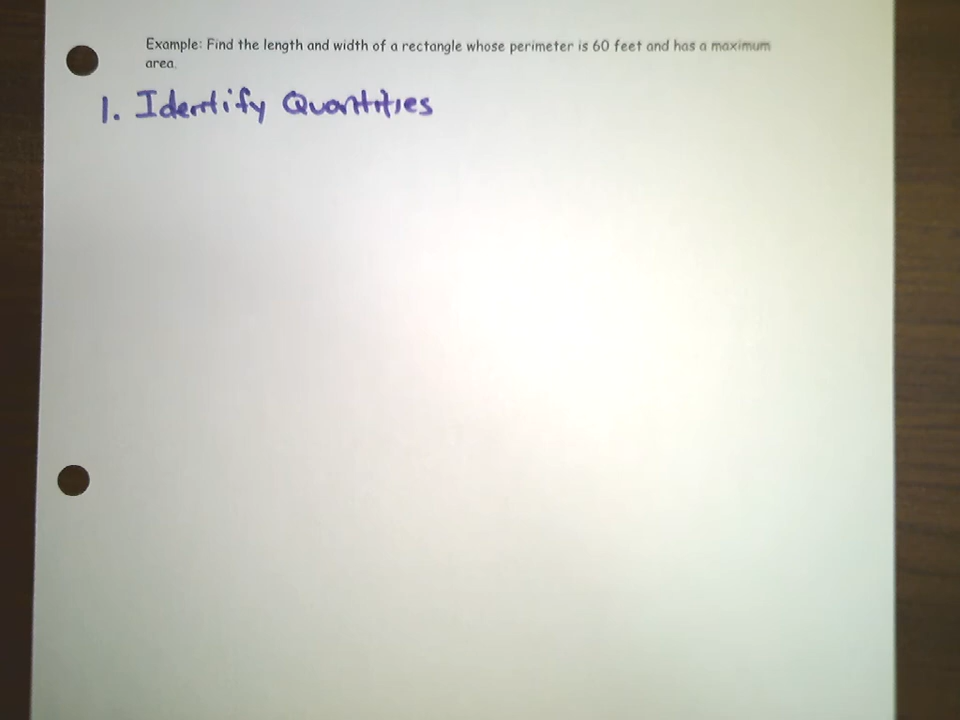 Example: Find the length and width of a rectangle whose perimeter is 60 feet and has a maximum
area.
1. Identify Quantities